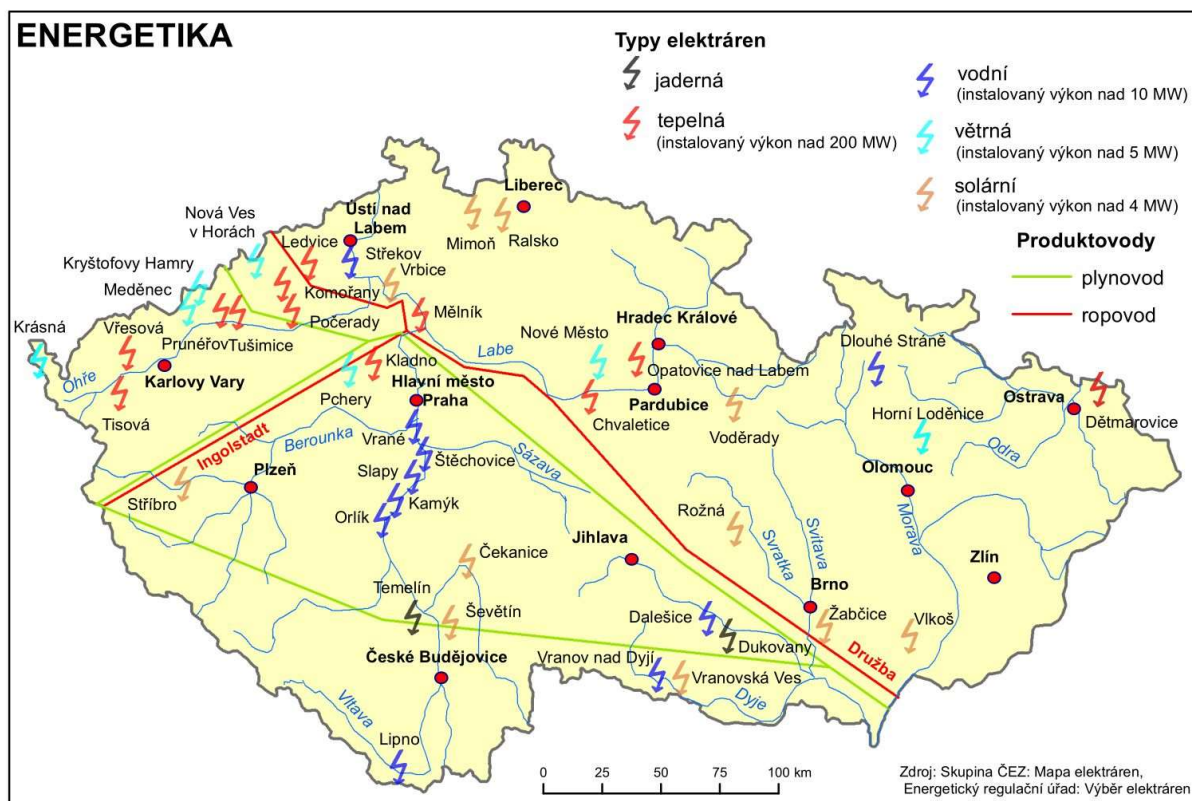 ENERGETIKA
Typy elektráren
jaderná
tepelná
(instalovaný výkon nad 200 MW)
vodní
(instalovaný výkon nad 10 MW)
větrná
(instalovaný výkon nad 5 MW)
solární
(instalovaný výkon nad 4 MW)
Produktovody
plynovod
ropovod
Liberec
Nová Ves
v Horách
Ústí nad
Labem
Ledvice
Střekov
Mimoň
Ralsko
Kryštofovy Hamry
Vrbice
Meděnec
Komořany
Mělník
Počerady
Krásná
Vřesová
Prunéřov
Tušimice
Nové Město
Hradec Králové
Dlouhé Stráně
Labe
Kladno
Opatovice nad Labem
Ohře
Karlovy Vary
Hlavní město
Praha
Pchery
Pardubice
Ostrava
Tisová
Chvaletice
Voděrady
Horní Loděnice
Dětmarovice
Berounka
Vrané
Ingolstadt
Štěchovice
Sázava
Odra
Plzeň
Slapy
Olomouc
Stříbro
Kamýk
Orlík
Rožná
Svitava
Morava
Jihlava
Svratka
Čekanice
Zlín
Temelín
Brno
Ševětín
Dalešice
Žabčice
Vlkoš
Dukovany
České Budějovice
Vranov nad Dyjí
Družba
Vranovská Ves
Dyje
Vltava
Lipno
0 25 50 100 km
Zdroj: Skupina ČEZ: Mapa elektráren,
Energetický regulační úřad: Výběr elektráren